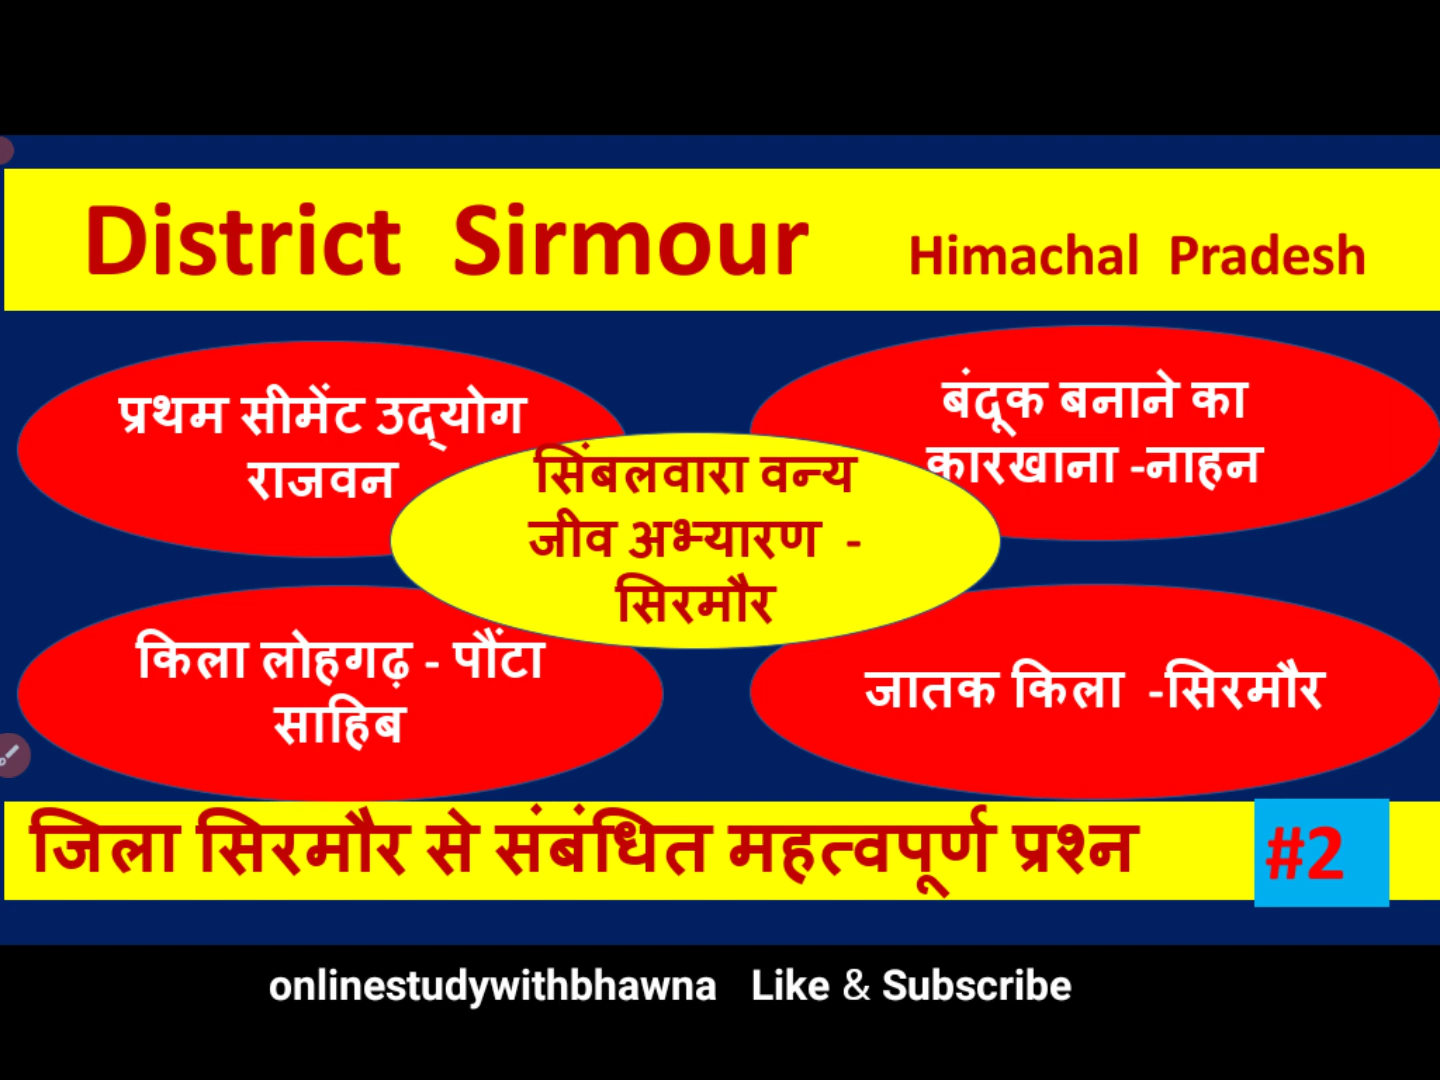 District Sirmour Himachal Pradesh
प्रथम सीमेंट उद्योग
राजवन
बंदूक बनाने का
कारखाना -नाहन
सिंबलवारा वन्य
जीव अभ्यारण -
सिरमौर
किला लोहगढ़ - पौंटा
साहिब
जातक किला -सिरमौर
जिला सिरमौर से संबंधित महत्वपूर्ण प्रश्न #2
onlinestudywithbhawna Like & Subscribe